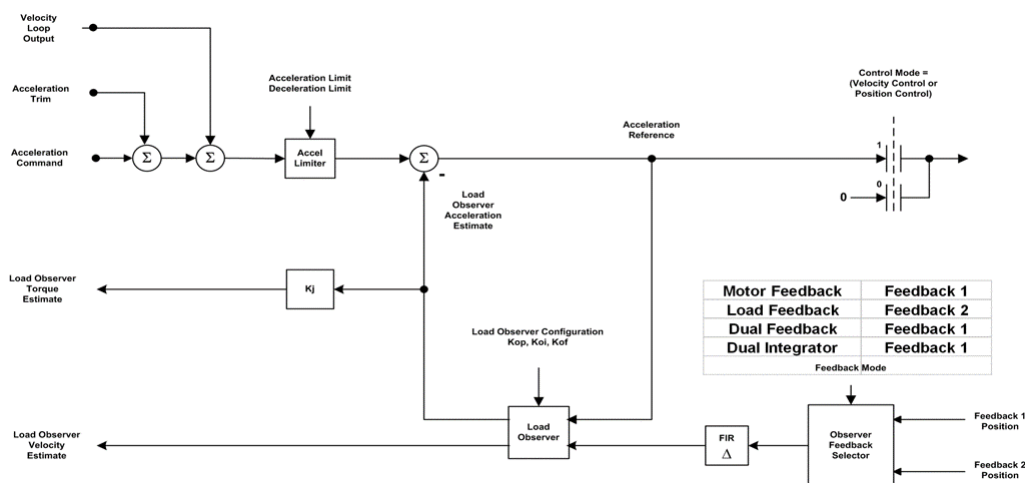 Velocity
Loop
Output
Acceleration
Trim
Acceleration
Command
Σ
Σ
Acceleration Limit
Deceleration Limit
Accel
Limiter
Σ
-
Load
Observer
Acceleration
Estimate
Acceleration
Reference
Control Mode =
(Velocity Control or
Position Control)
1
0
0
Load Observer
Torque
Estimate
Kj
Load Observer Configuration
Kop, Koi, Kof
Motor Feedback Feedback 1
Load Feedback Feedback 2
Dual Feedback Feedback 1
Dual Integrator Feedback 1
Feedback Mode
Load Observer
Velocity
Estimate
Load
Observer
FIR
Δ
Observer
Feedback
Selector
Feedback 1
Position
Feedback 2
Position